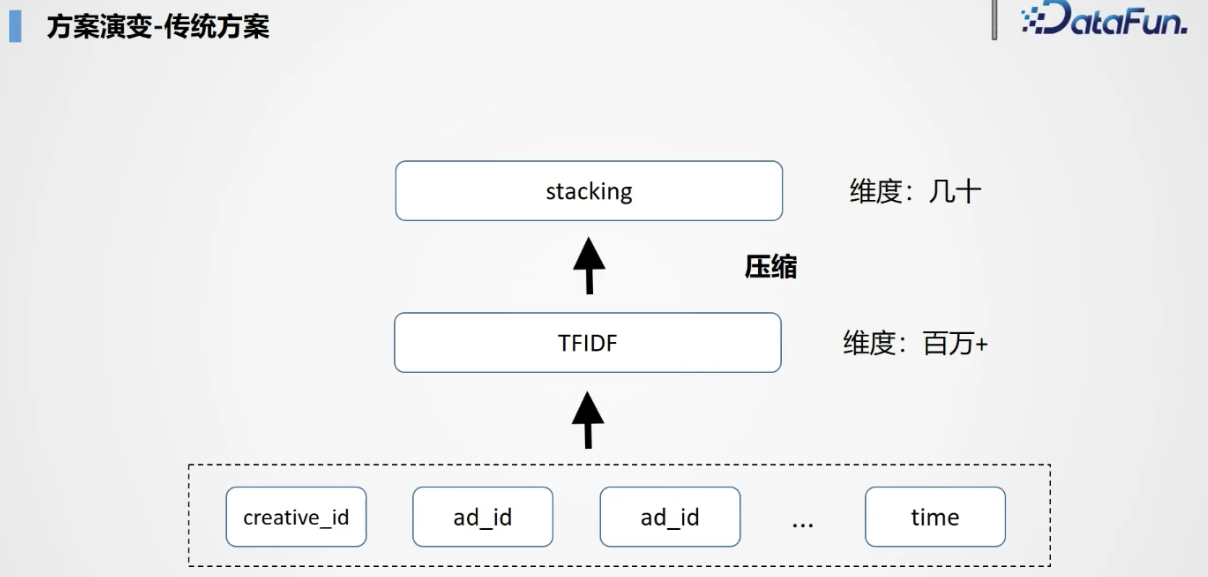 方案演变-传统方案
DataFun.
stacking
维度：几十
压缩
TFIDF
维度：百万+
creative_id
ad_id
ad_id
...
time